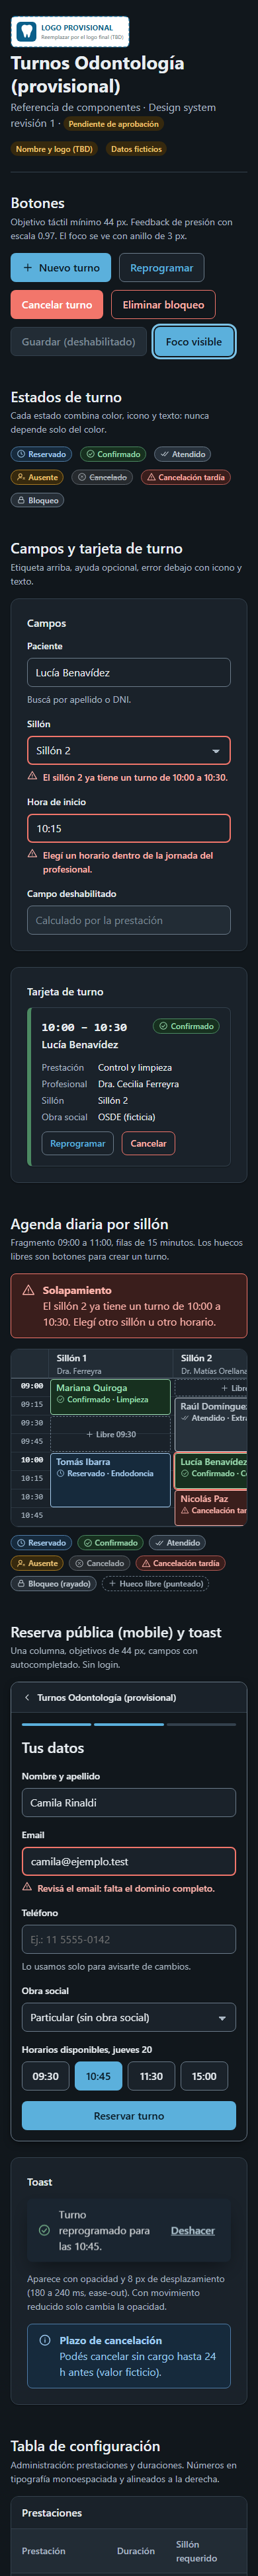 LOGO PROVISIONAL
Reemplazar por el logo final (TBD)
Turnos Odontología
(provisional)
Referencia de componentes · Design system
revisión 1 · Pendiente de aprobación
Nombre y logo (TBD) Datos ficticios
Botones
Objetivo táctil mínimo 44 px. Feedback de presión con
escala 0.97. El foco se ve con anillo de 3 px.
+ Nuevo turno Reprogramar
Cancelar turno Eliminar bloqueo
Guardar (deshabilitado) Foco visible
Estados de turno
Cada estado combina color, icono y texto: nunca
depende solo del color.
Reservado Confirmado Atendido
Ausente Cancelado Cancelación tardía
Bloqueo
Campos y tarjeta de turno
Etiqueta arriba, ayuda opcional, error debajo con icono y
texto.
Campos
Paciente
Lucía Benavídez
Buscá por apellido o DNI.
Sillón
Sillón 2
El sillón 2 ya tiene un turno de 10:00 a 10:30.
Hora de inicio
10:15
Elegí un horario dentro de la jornada del
profesional.
Campo deshabilitado
Calculado por la prestación
Tarjeta de turno
10:00 – 10:30 Confirmado
Lucía Benavídez
Prestación Control y limpieza
Profesional Dra. Cecilia Ferreyra
Sillón Sillón 2
Obra social OSDE (ficticia)
Reprogramar Cancelar
Agenda diaria por sillón
Fragmento 09:00 a 11:00, filas de 15 minutos. Los huecos
libres son botones para crear un turno.
Solapamiento
El sillón 2 ya tiene un turno de 10:00 a
10:30. Elegí otro sillón u otro horario.
Sillón 1 Sillón 2
Dra. Ferreyra Dr. Matías Orellana
09:00 Mariana Quiroga + Libre
Confirmado · Limpieza
09:15 Raúl Domínguez
Atendido · Extra
09:30 + Libre 09:30
09:45
10:00 Tomás Ibarra Lucía Benavídez
Reservado · Endodoncia Confirmado · Co
10:15
10:30 Nicolás Paz
Cancelación tar
10:45
Reservado Confirmado Atendido
Ausente Cancelado Cancelación tardía
Bloqueo (rayado) + Hueco libre (punteado)
Reserva pública (mobile) y toast
Una columna, objetivos de 44 px, campos con
autocompletado. Sin login.
Turnos Odontología (provisional)
Tus datos
Nombre y apellido
Camila Rinaldi
Email
camila@ejemplo.test
Revisá el email: falta el dominio completo.
Teléfono
Ej.: 11 5555-0142
Lo usamos solo para avisarte de cambios.
Obra social
Particular (sin obra social)
Horarios disponibles, jueves 20
09:30 10:45 11:30 15:00
Reservar turno
Toast
Turno
reprogramado para
las 10:45.
Deshacer
Aparece con opacidad y 8 px de desplazamiento
(180 a 240 ms, ease-out). Con movimiento
reducido solo cambia la opacidad.
Plazo de cancelación
Podés cancelar sin cargo hasta 24
h antes (valor ficticio).
Tabla de configuración
Administración: prestaciones y duraciones. Números en
tipografía monoespaciada y alineados a la derecha.
Prestaciones
Prestación Duración Sillón
requerido